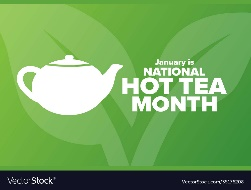 January is
NATIONAL
HOT TEA
MONTH
VectorStock®